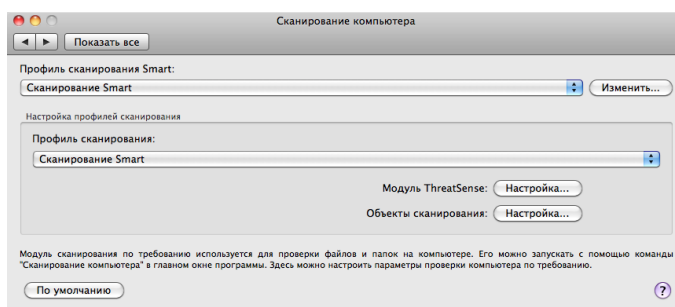 Сканирование компьютера
Показать все
Профиль сканирования Smart:
Сканирование Smart
Изменить...
Настройка профилей сканирования
Профиль сканирования:
Сканирование Smart
Модуль ThreatSense: Настройка...
Объекты сканирования: Настройка...
Модуль сканирования по требованию используется для проверки файлов и папок на компьютере. Его можно запускать с помощью команды
"Сканирование компьютера" в главном окне программы. Здесь можно настроить параметры проверки компьютера по требованию.
По умолчанию
?